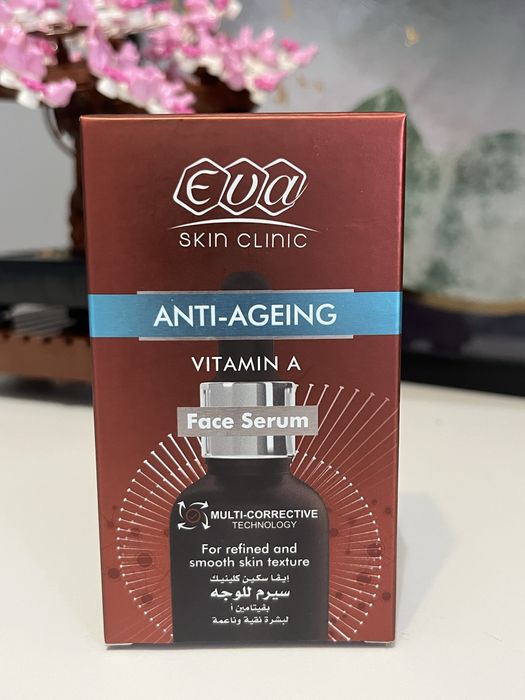 Eva
SKIN CLINIC
ANTI-AGEING
VITAMIN A
Face Serum
MULTI-CORRECTIVE
TECHNOLOGY
For refined and
smooth skin texture
إيڤا سكين كلينيك
سيرم للوجه
بفيتامين أ
لبشرة نقية وناعمة